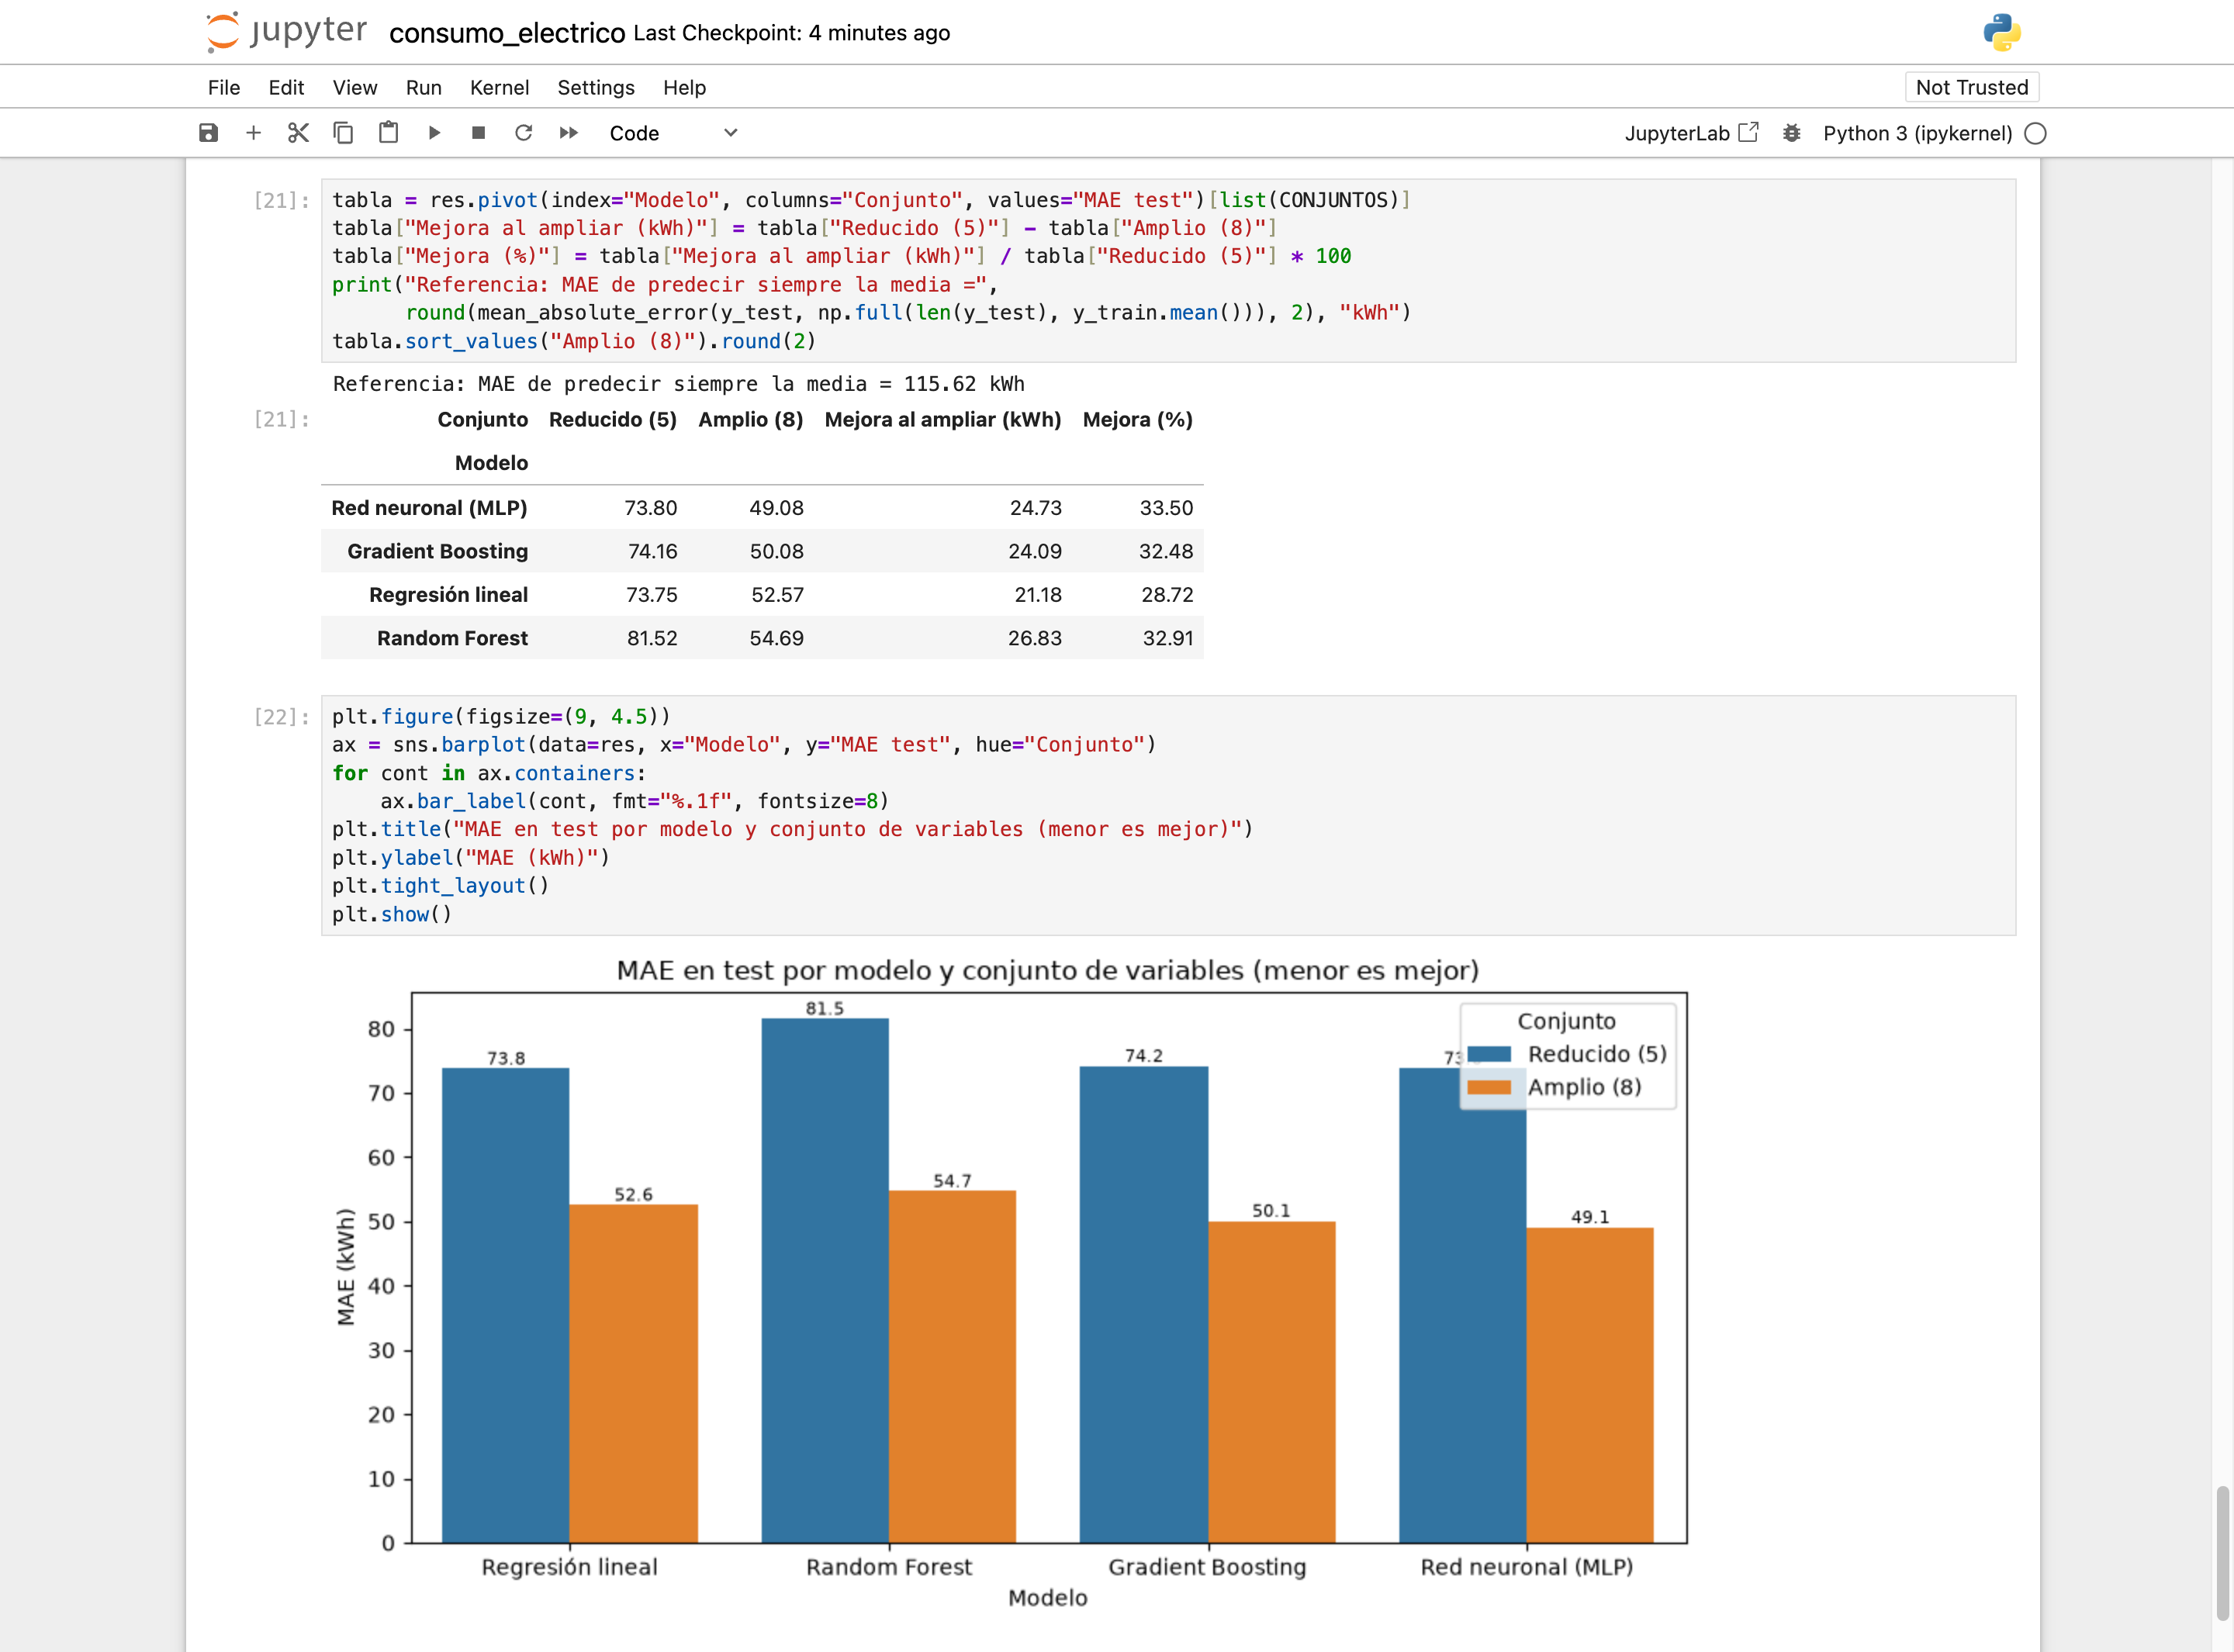 jupyter consumo_electrico Last Checkpoint: 4 minutes ago
File Edit View Run Kernel Settings Help Not Trusted
Code JupyterLab Python 3 (ipykernel)
[21]:
tabla = res.pivot(index="Modelo", columns="Conjunto", values="MAE test")[list(CONJUNTOS)]
tabla["Mejora al ampliar (kWh)"] = tabla["Reducido (5)"] - tabla["Amplio (8)"]
tabla["Mejora (%)"] = tabla["Mejora al ampliar (kWh)"] / tabla["Reducido (5)"] * 100
print("Referencia: MAE de predecir siempre la media =",
      round(mean_absolute_error(y_test, np.full(len(y_test), y_train.mean())), 2), "kWh")
tabla.sort_values("Amplio (8)").round(2)
Referencia: MAE de predecir siempre la media = 115.62 kWh
[21]:
Conjunto Reducido (5) Amplio (8) Mejora al ampliar (kWh) Mejora (%)
Modelo
Red neuronal (MLP) 73.80 49.08 24.73 33.50
Gradient Boosting 74.16 50.08 24.09 32.48
Regresión lineal 73.75 52.57 21.18 28.72
Random Forest 81.52 54.69 26.83 32.91
[22]:
plt.figure(figsize=(9, 4.5))
ax = sns.barplot(data=res, x="Modelo", y="MAE test", hue="Conjunto")
for cont in ax.containers:
    ax.bar_label(cont, fmt="%.1f", fontsize=8)
plt.title("MAE en test por modelo y conjunto de variables (menor es mejor)")
plt.ylabel("MAE (kWh)")
plt.tight_layout()
plt.show()
MAE en test por modelo y conjunto de variables (menor es mejor)
Conjunto
Reducido (5)
Amplio (8)
73.8
52.6
81.5
54.7
74.2
50.1
49.1
80
70
60
50
40
30
20
10
0
MAE (kWh)
Regresión lineal Random Forest Gradient Boosting Red neuronal (MLP)
Modelo